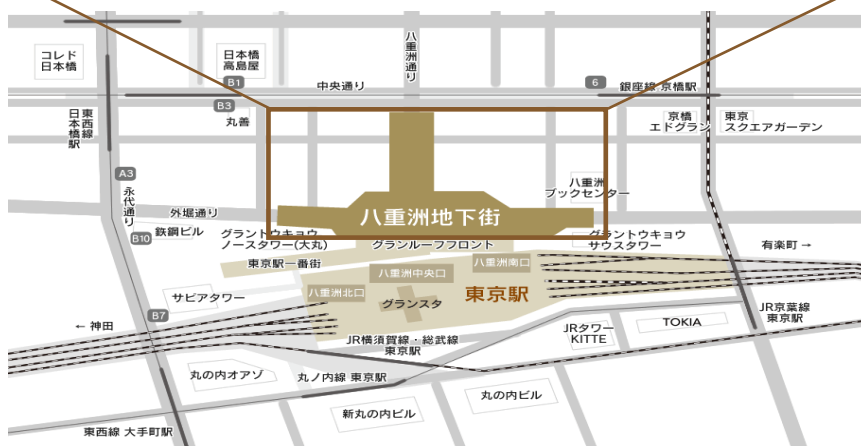 コレド
日本橋
日本橋
高島屋
八重洲通り
B1
中央通り
6
銀座線 京橋駅
B3
丸善
東西線
日本橋駅
京橋
エドグラン
東京
スクエアガーデン
A3
永代通り
八重洲
ブックセンター
外堀通り
八重洲地下街
B10
鉄鋼ビル
グラントウキョウ
ノースタワー(大丸)
グランルーフフロント
グラントウキョウ
サウスタワー
有楽町 →
東京駅一番街
八重洲中央口
八重洲南口
サピアタワー
八重洲北口
グランスタ
東京駅
B7
← 神田
JR横須賀線・総武線
東京駅
JRタワー
KITTE
TOKIA
JR京葉線
東京駅
丸の内オアゾ
丸ノ内線 東京駅
新丸の内ビル
丸の内ビル
東西線 大手町駅